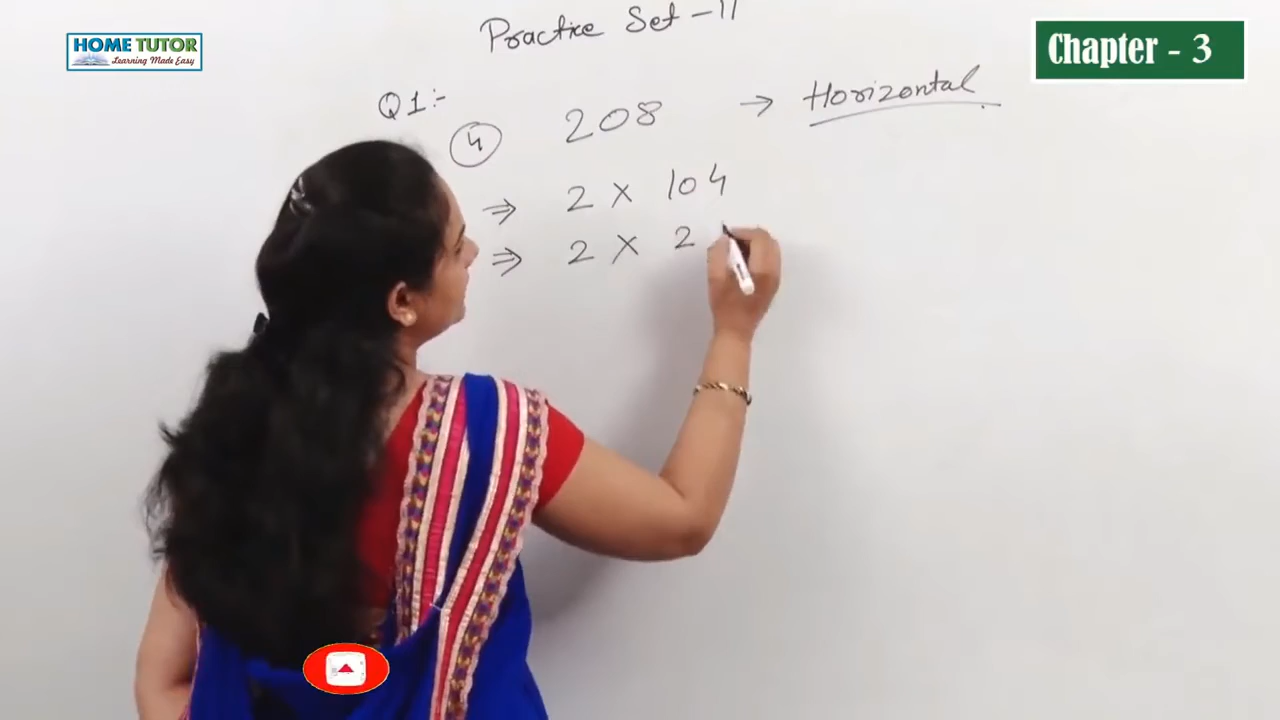 Practice Set - 11
HOME TUTOR
Learning Made Easy
Chapter - 3
Q1:-
4 208 → Horizontal
⇒ 2 × 104
⇒ 2 × 2